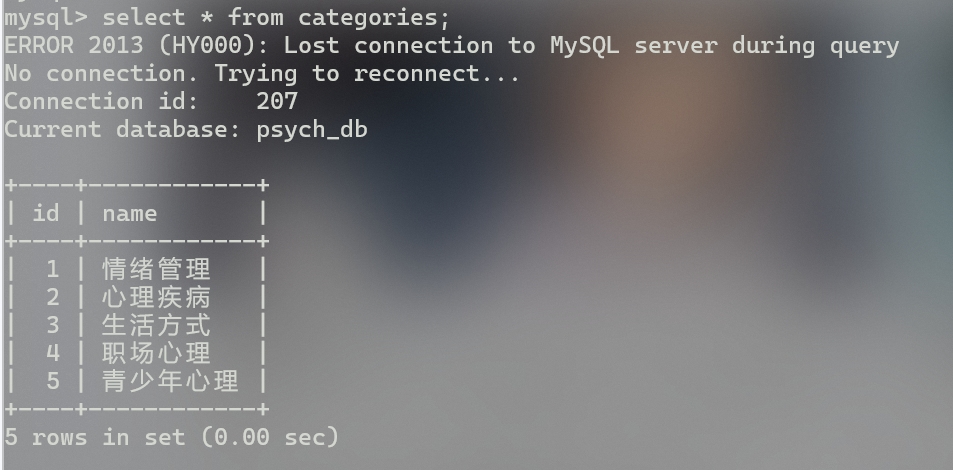 mysql> select * from categories;
ERROR 2013 (HY000): Lost connection to MySQL server during query
No connection. Trying to reconnect...
Connection id:    207
Current database: psych_db
+----+-----------+
| id | name      |
+----+-----------+
|  1 | 情绪管理   |
|  2 | 心理疾病   |
|  3 | 生活方式   |
|  4 | 职场心理   |
|  5 | 青少年心理 |
+----+-----------+
5 rows in set (0.00 sec)